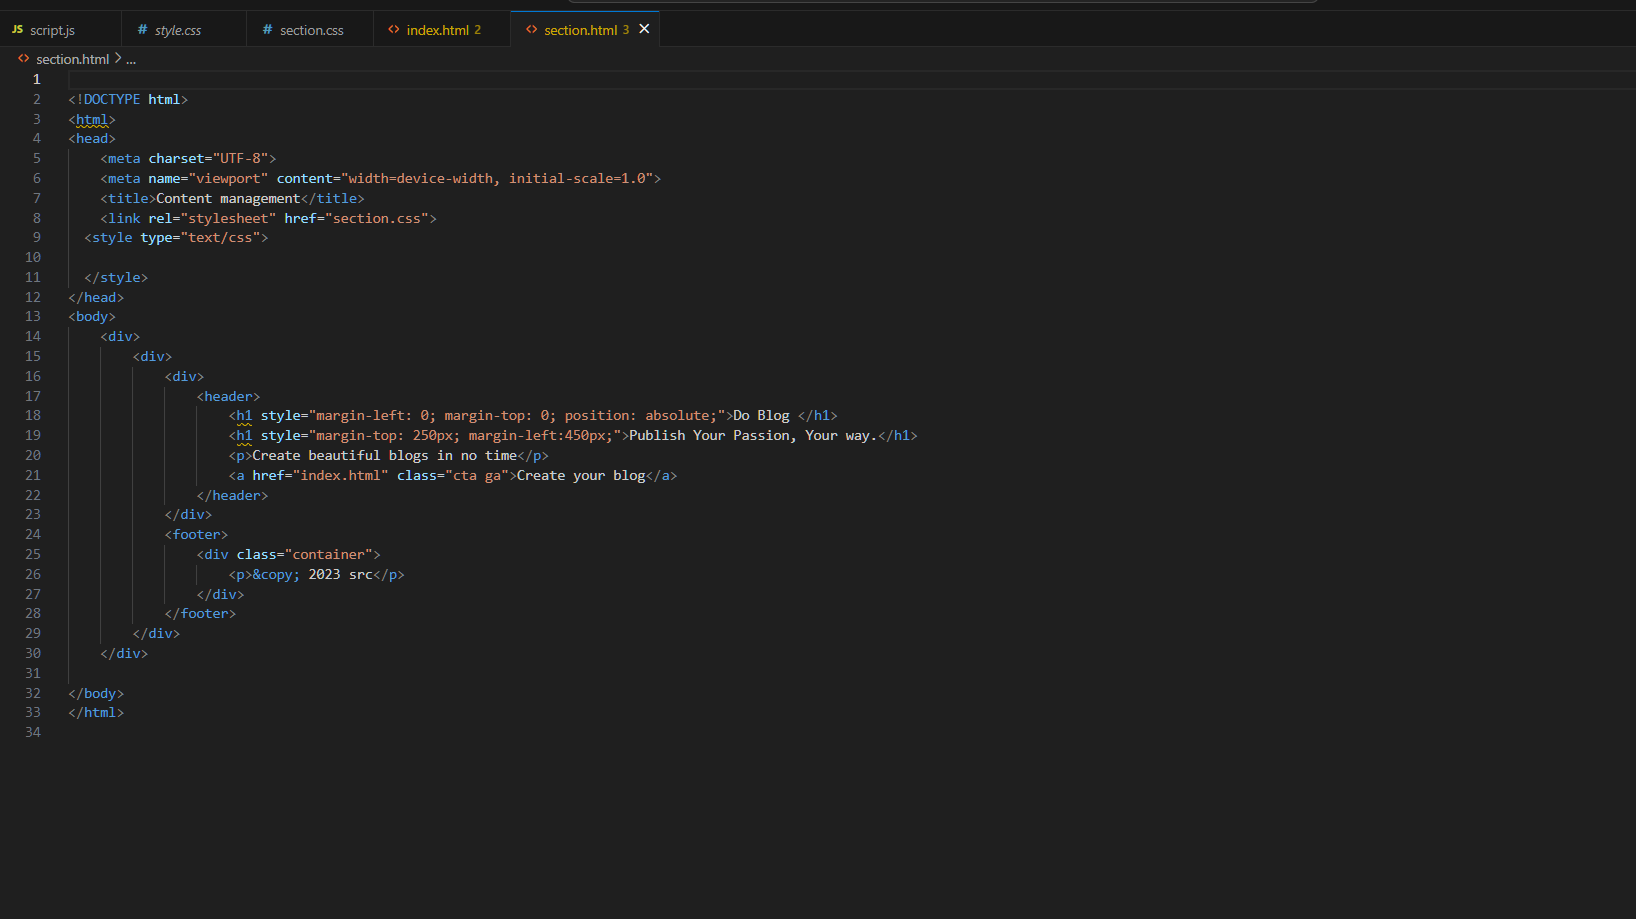 JS script.js # style.css # section.css <> index.html 2 <> section.html 3 ×
<> section.html > ...
1
2 <!DOCTYPE html>
3 <html>
4 <head>
5     <meta charset="UTF-8">
6     <meta name="viewport" content="width=device-width, initial-scale=1.0">
7     <title>Content management</title>
8     <link rel="stylesheet" href="section.css">
9   <style type="text/css">
10
11   </style>
12 </head>
13 <body>
14     <div>
15         <div>
16             <div>
17                 <header>
18                     <h1 style="margin-left: 0; margin-top: 0; position: absolute;">Do Blog </h1>
19                     <h1 style="margin-top: 250px; margin-left:450px;">Publish Your Passion, Your way.</h1>
20                     <p>Create beautiful blogs in no time</p>
21                     <a href="index.html" class="cta ga">Create your blog</a>
22                 </header>
23             </div>
24             <footer>
25                 <div class="container">
26                     <p>&copy; 2023 src</p>
27                 </div>
28             </footer>
29         </div>
30     </div>
31
32 </body>
33 </html>
34